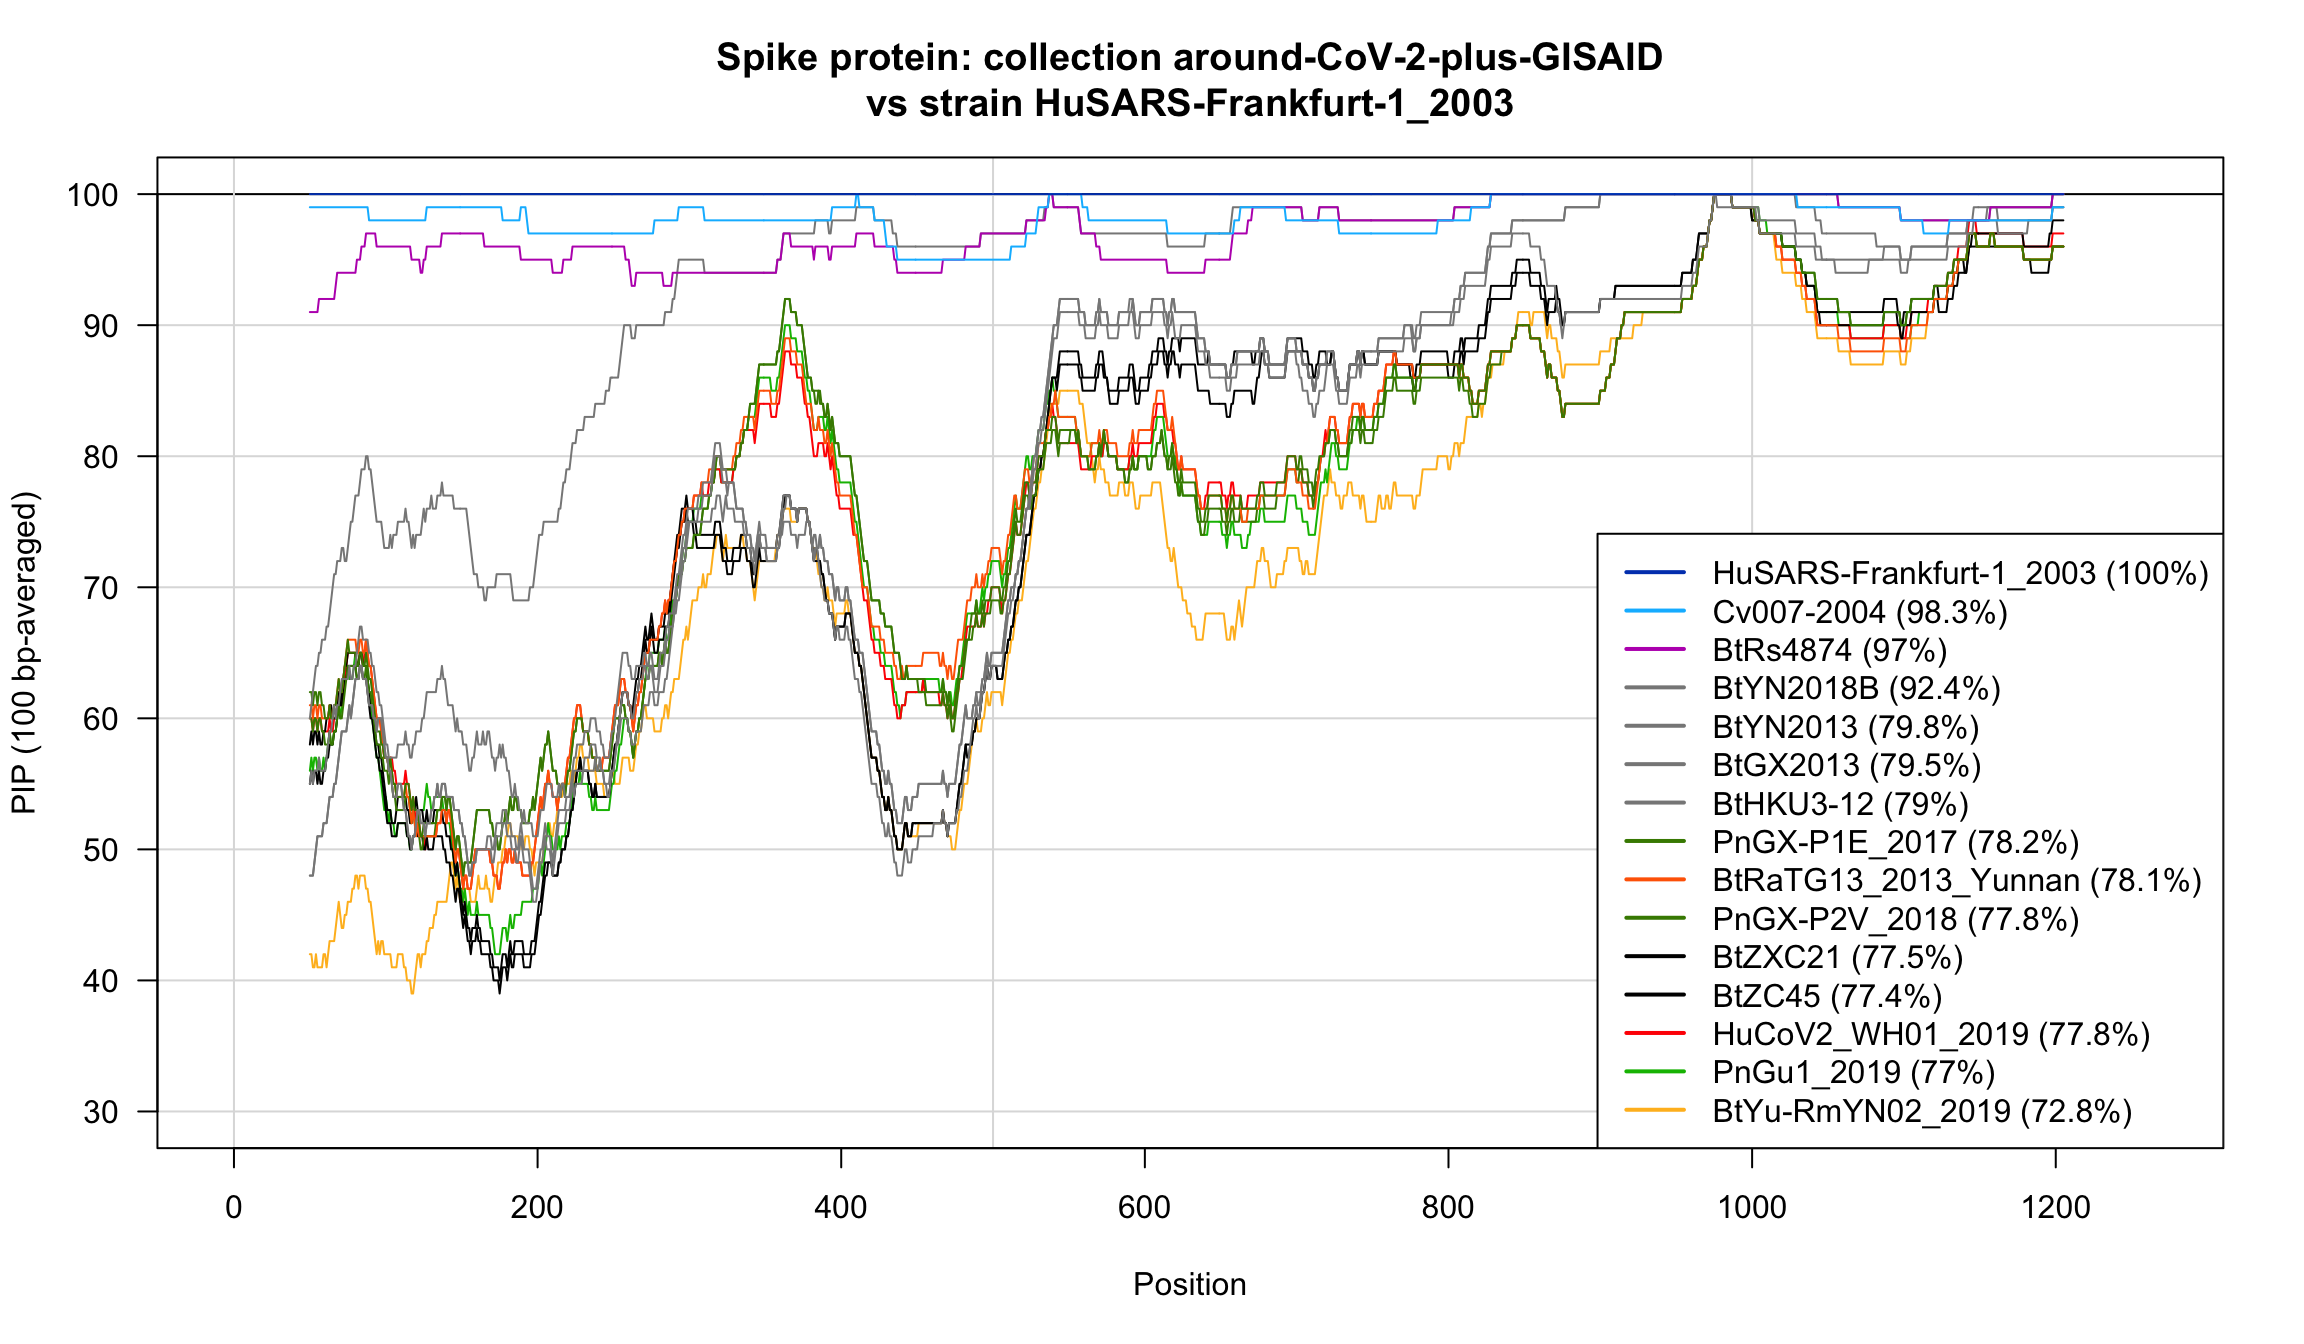 Spike protein: collection around-CoV-2-plus-GISAID
vs strain HuSARS-Frankfurt-1_2003
PIP (100 bp-averaged)
100
90
80
70
60
50
40
30
HuSARS-Frankfurt-1_2003 (100%)
Cv007-2004 (98.3%)
BtRs4874 (97%)
BtYN2018B (92.4%)
BtYN2013 (79.8%)
BtGX2013 (79.5%)
BtHKU3-12 (79%)
PnGX-P1E_2017 (78.2%)
BtRaTG13_2013_Yunnan (78.1%)
PnGX-P2V_2018 (77.8%)
BtZXC21 (77.5%)
BtZC45 (77.4%)
HuCoV2_WH01_2019 (77.8%)
PnGu1_2019 (77%)
BtYu-RmYN02_2019 (72.8%)
0 200 400 600 800 1000 1200
Position